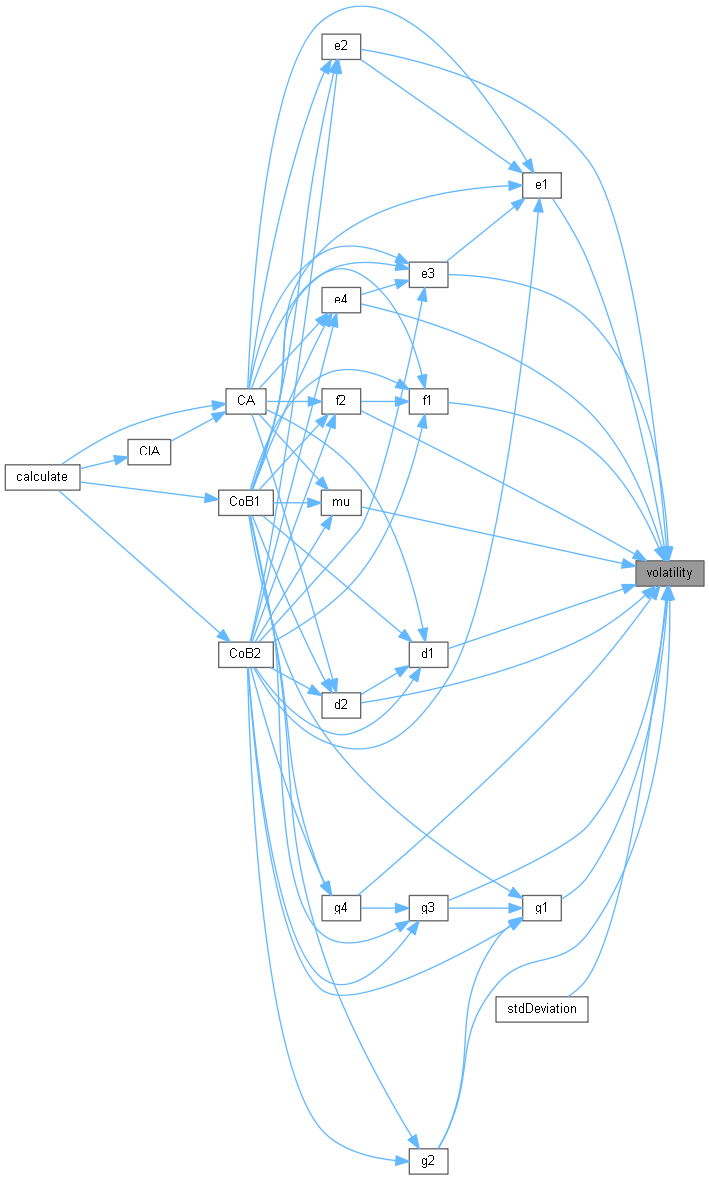 e2
e1
e3
e4
CA
f2
f1
CIA
calculate
CoB1
mu
volatility
CoB2
d1
d2
g4
g3
g1
stdDeviation
g2